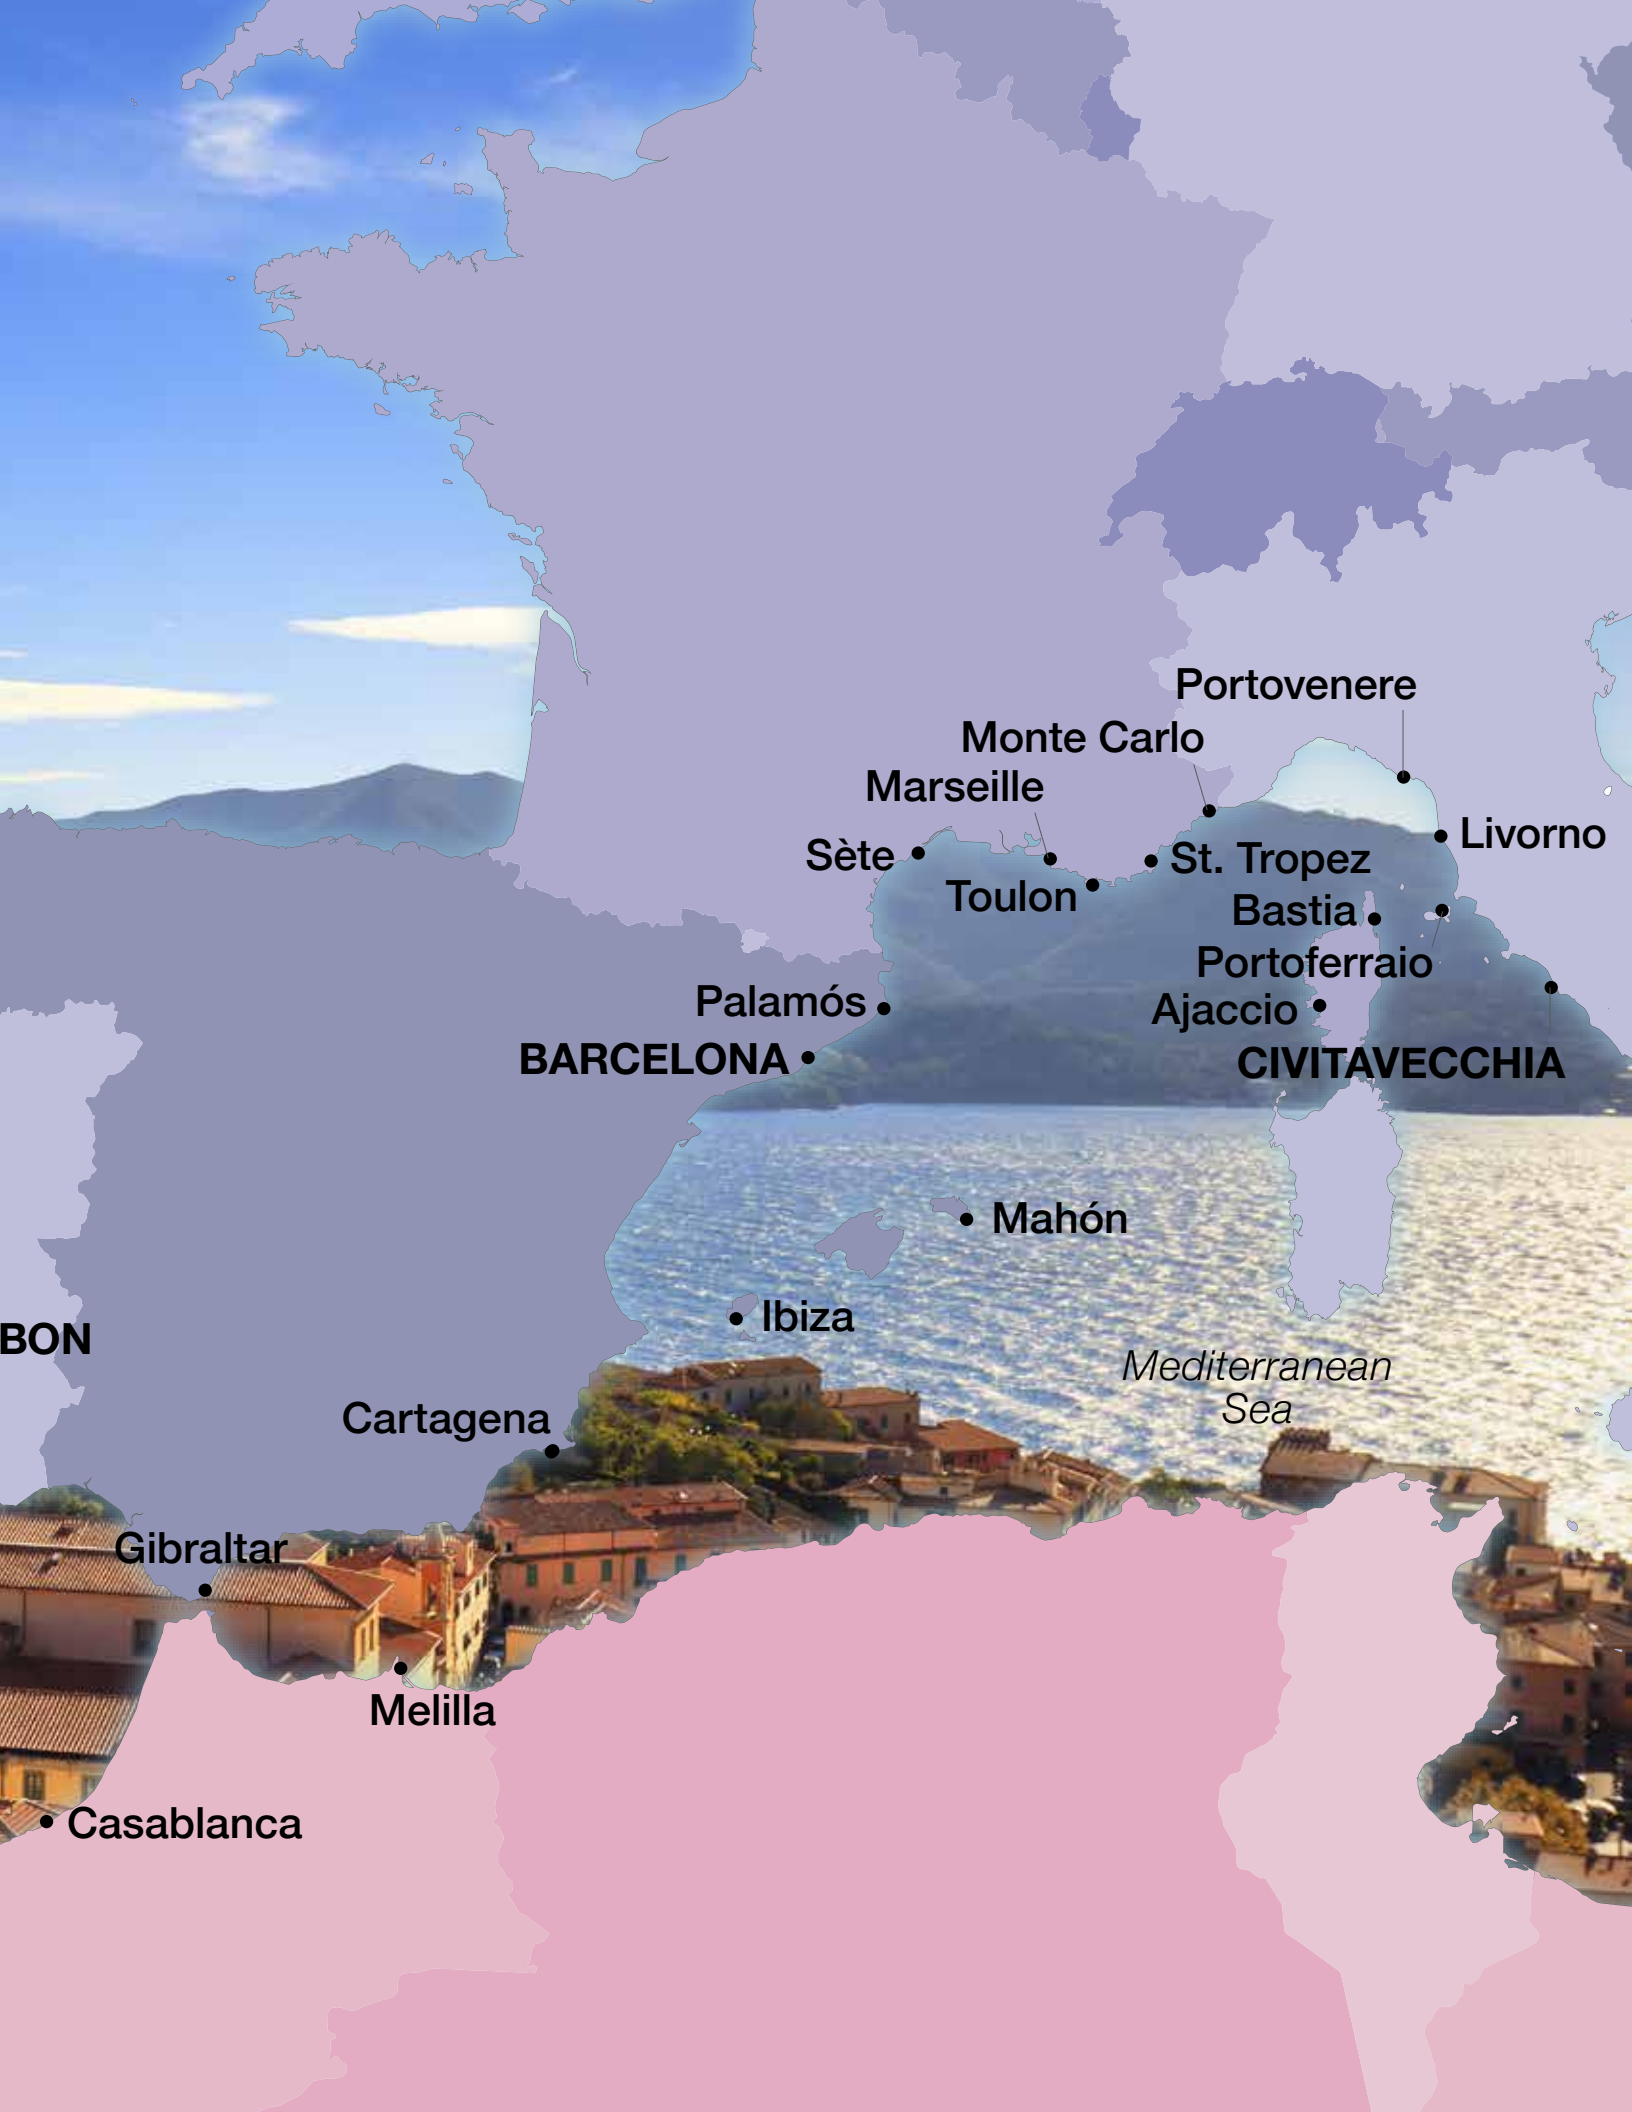 Portovenere
Monte Carlo
Marseille
Livorno
Sète
St. Tropez
Toulon
Bastia
Portoferraio
Palamós
Ajaccio
BARCELONA
CIVITAVECCHIA
Mahón
Ibiza
BON
Mediterranean
Sea
Cartagena
Gibraltar
Melilla
Casablanca